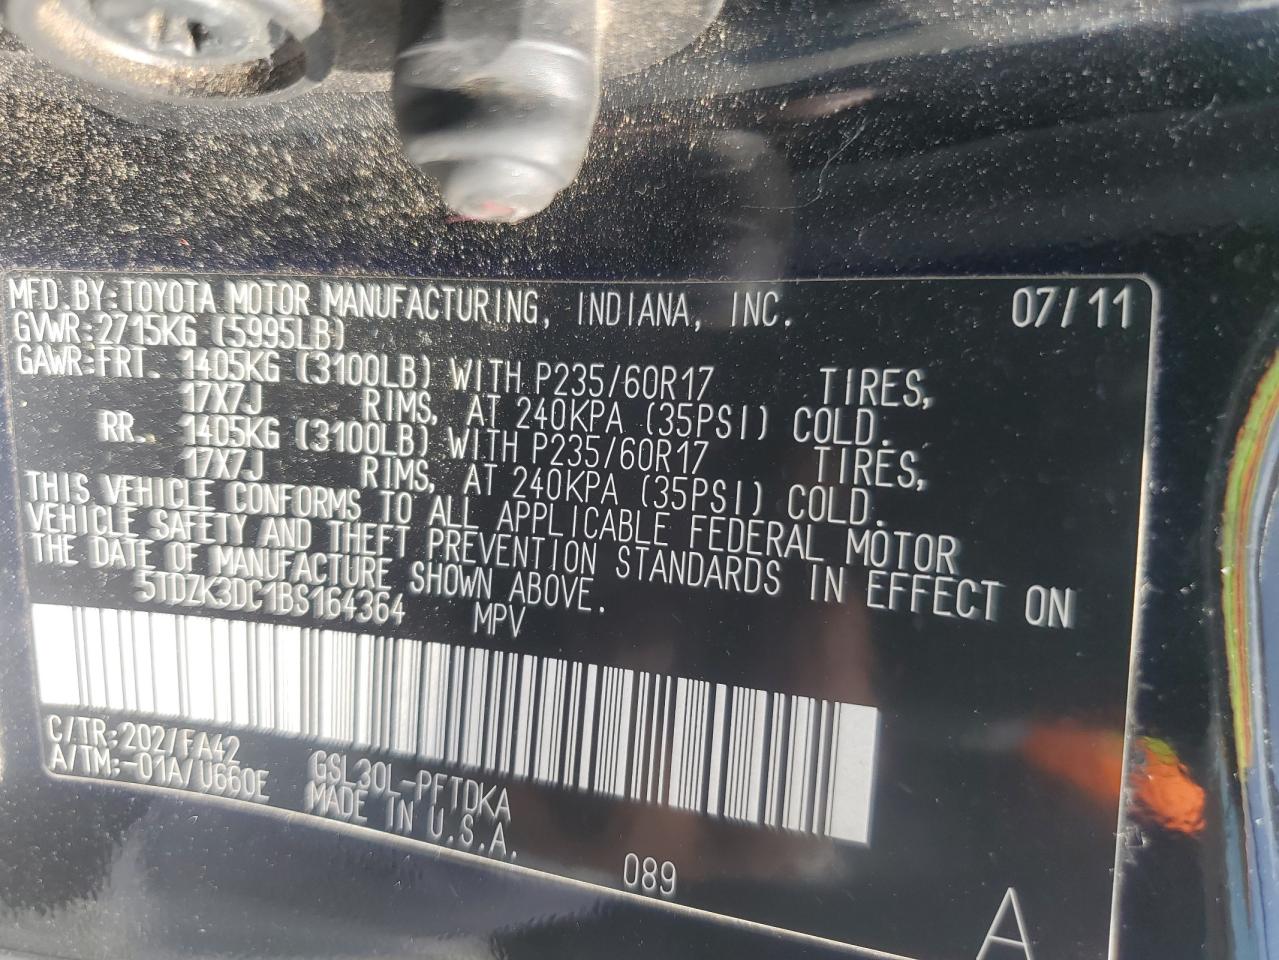 MFD.BY:TOYOTA MOTOR MANUFACTURING, INDIANA, INC. 07/11
GVWR:2715KG (5995LB)
GAWR:FRT. 1405KG (3100LB) WITH P235/60R17 TIRES,
17X7J RIMS, AT 240KPA (35PSI) COLD.
RR. 1405KG (3100LB) WITH P235/60R17 TIRES,
17X7J RIMS, AT 240KPA (35PSI) COLD.
THIS VEHICLE CONFORMS TO ALL APPLICABLE FEDERAL MOTOR
VEHICLE SAFETY AND THEFT PREVENTION STANDARDS IN EFFECT ON
THE DATE OF MANUFACTURE SHOWN ABOVE.
5TDZK3DC1BS164364 MPV
C/TR:202/FA42 GSL30L-PFTDKA
A/TM:-01A/U660E MADE IN U.S.A.
089
A